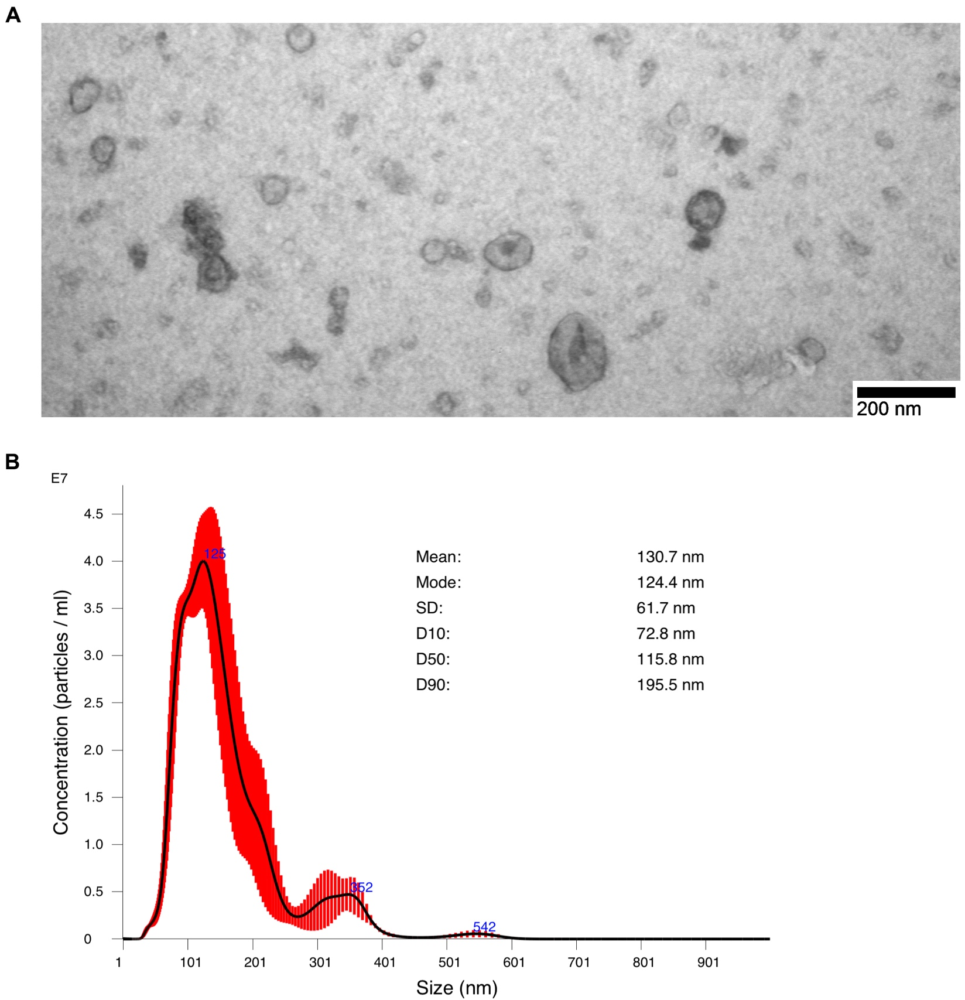 A
200 nm
B
E7
4.5
4.0
3.5
3.0
2.5
2.0
1.5
1.0
0.5
0
Concentration (particles / ml)
125
352
542
Mean: 130.7 nm
Mode: 124.4 nm
SD: 61.7 nm
D10: 72.8 nm
D50: 115.8 nm
D90: 195.5 nm
1 101 201 301 401 501 601 701 801 901
Size (nm)